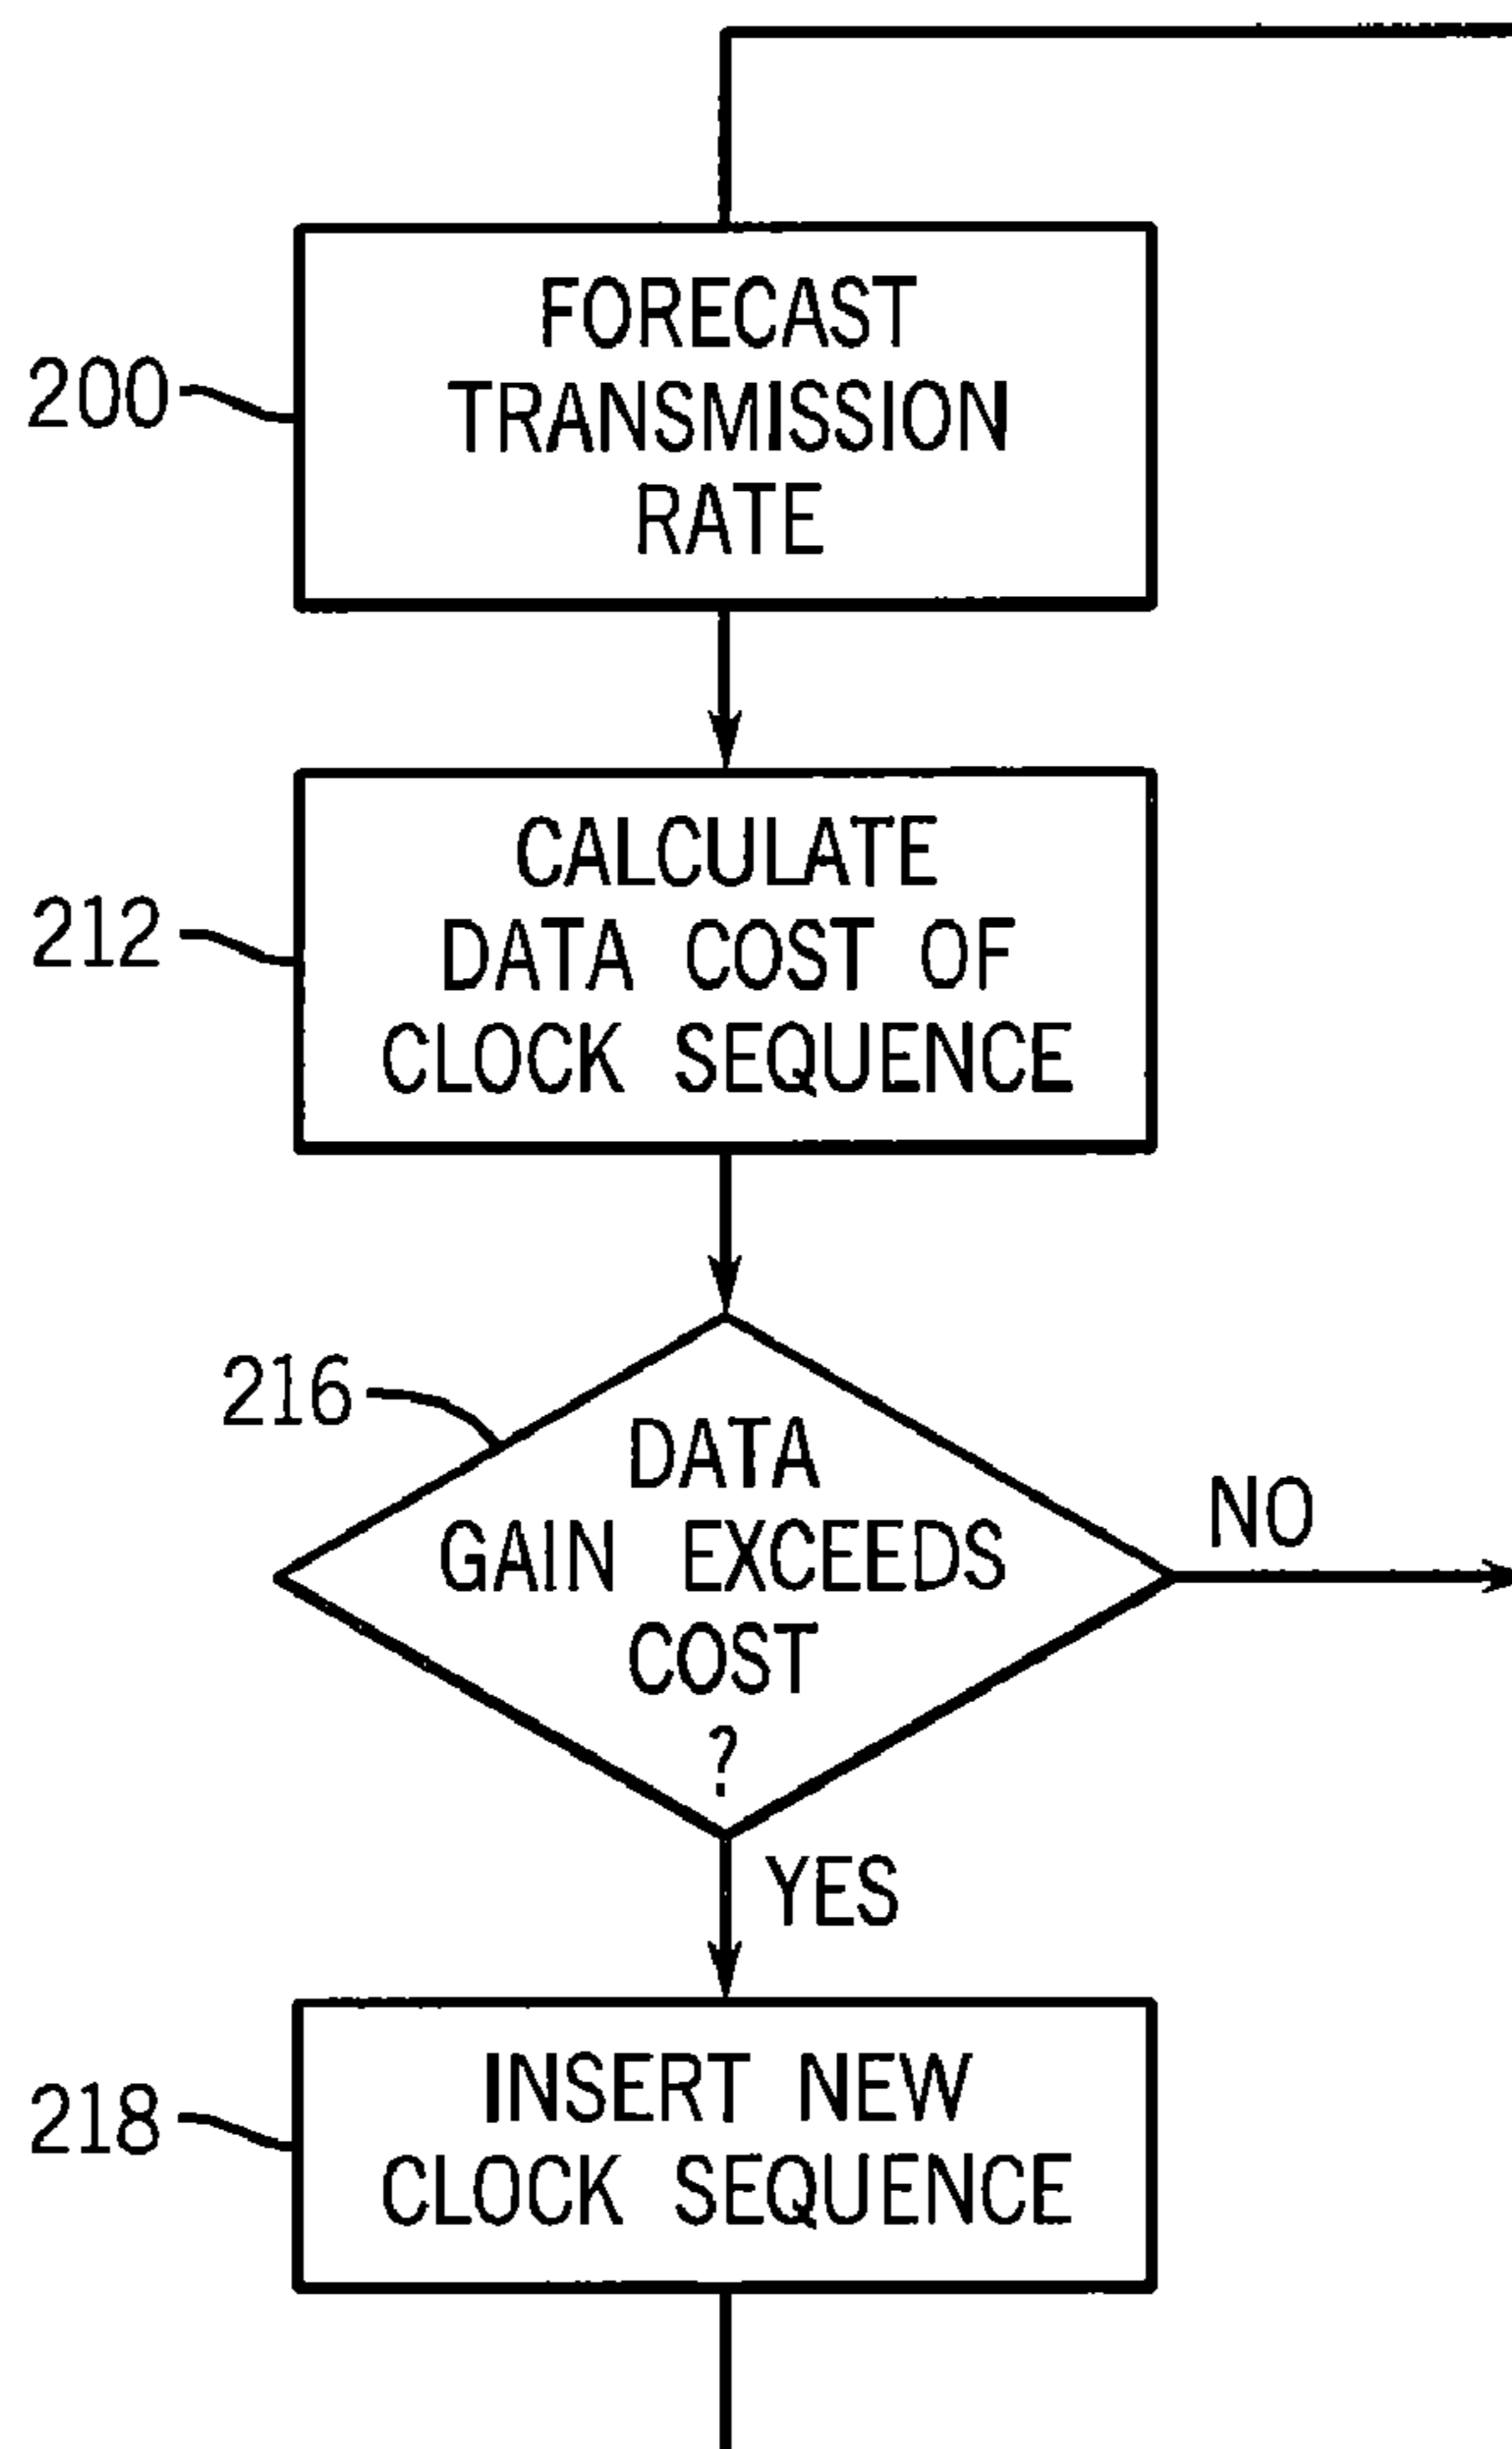 FORECAST
TRANSMISSION
RATE
200
CALCULATE
DATA COST OF
CLOCK SEQUENCE
212
216
DATA
GAIN EXCEEDS
COST
?
NO
YES
INSERT NEW
CLOCK SEQUENCE
218